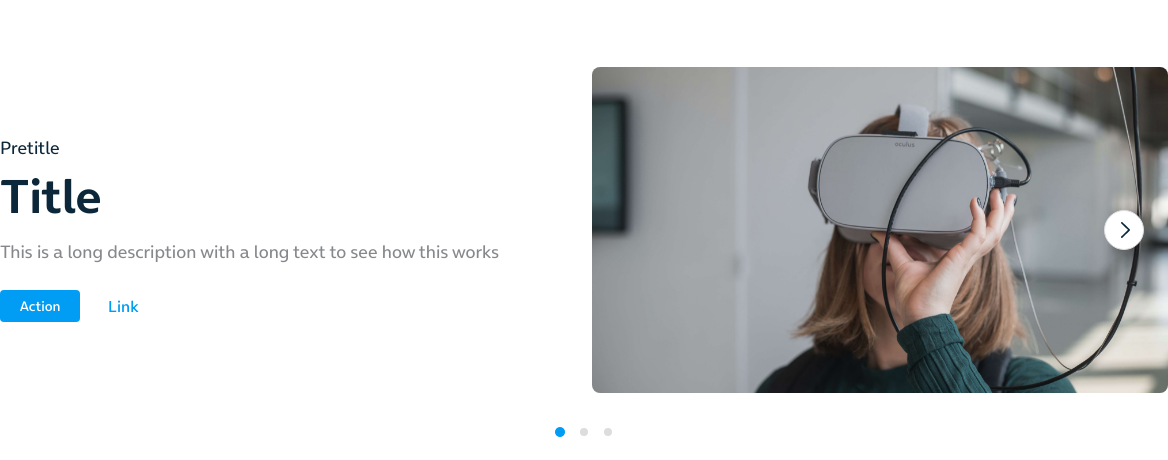 Pretitle
Title
This is a long description with a long text to see how this works
Action
Link
oculus